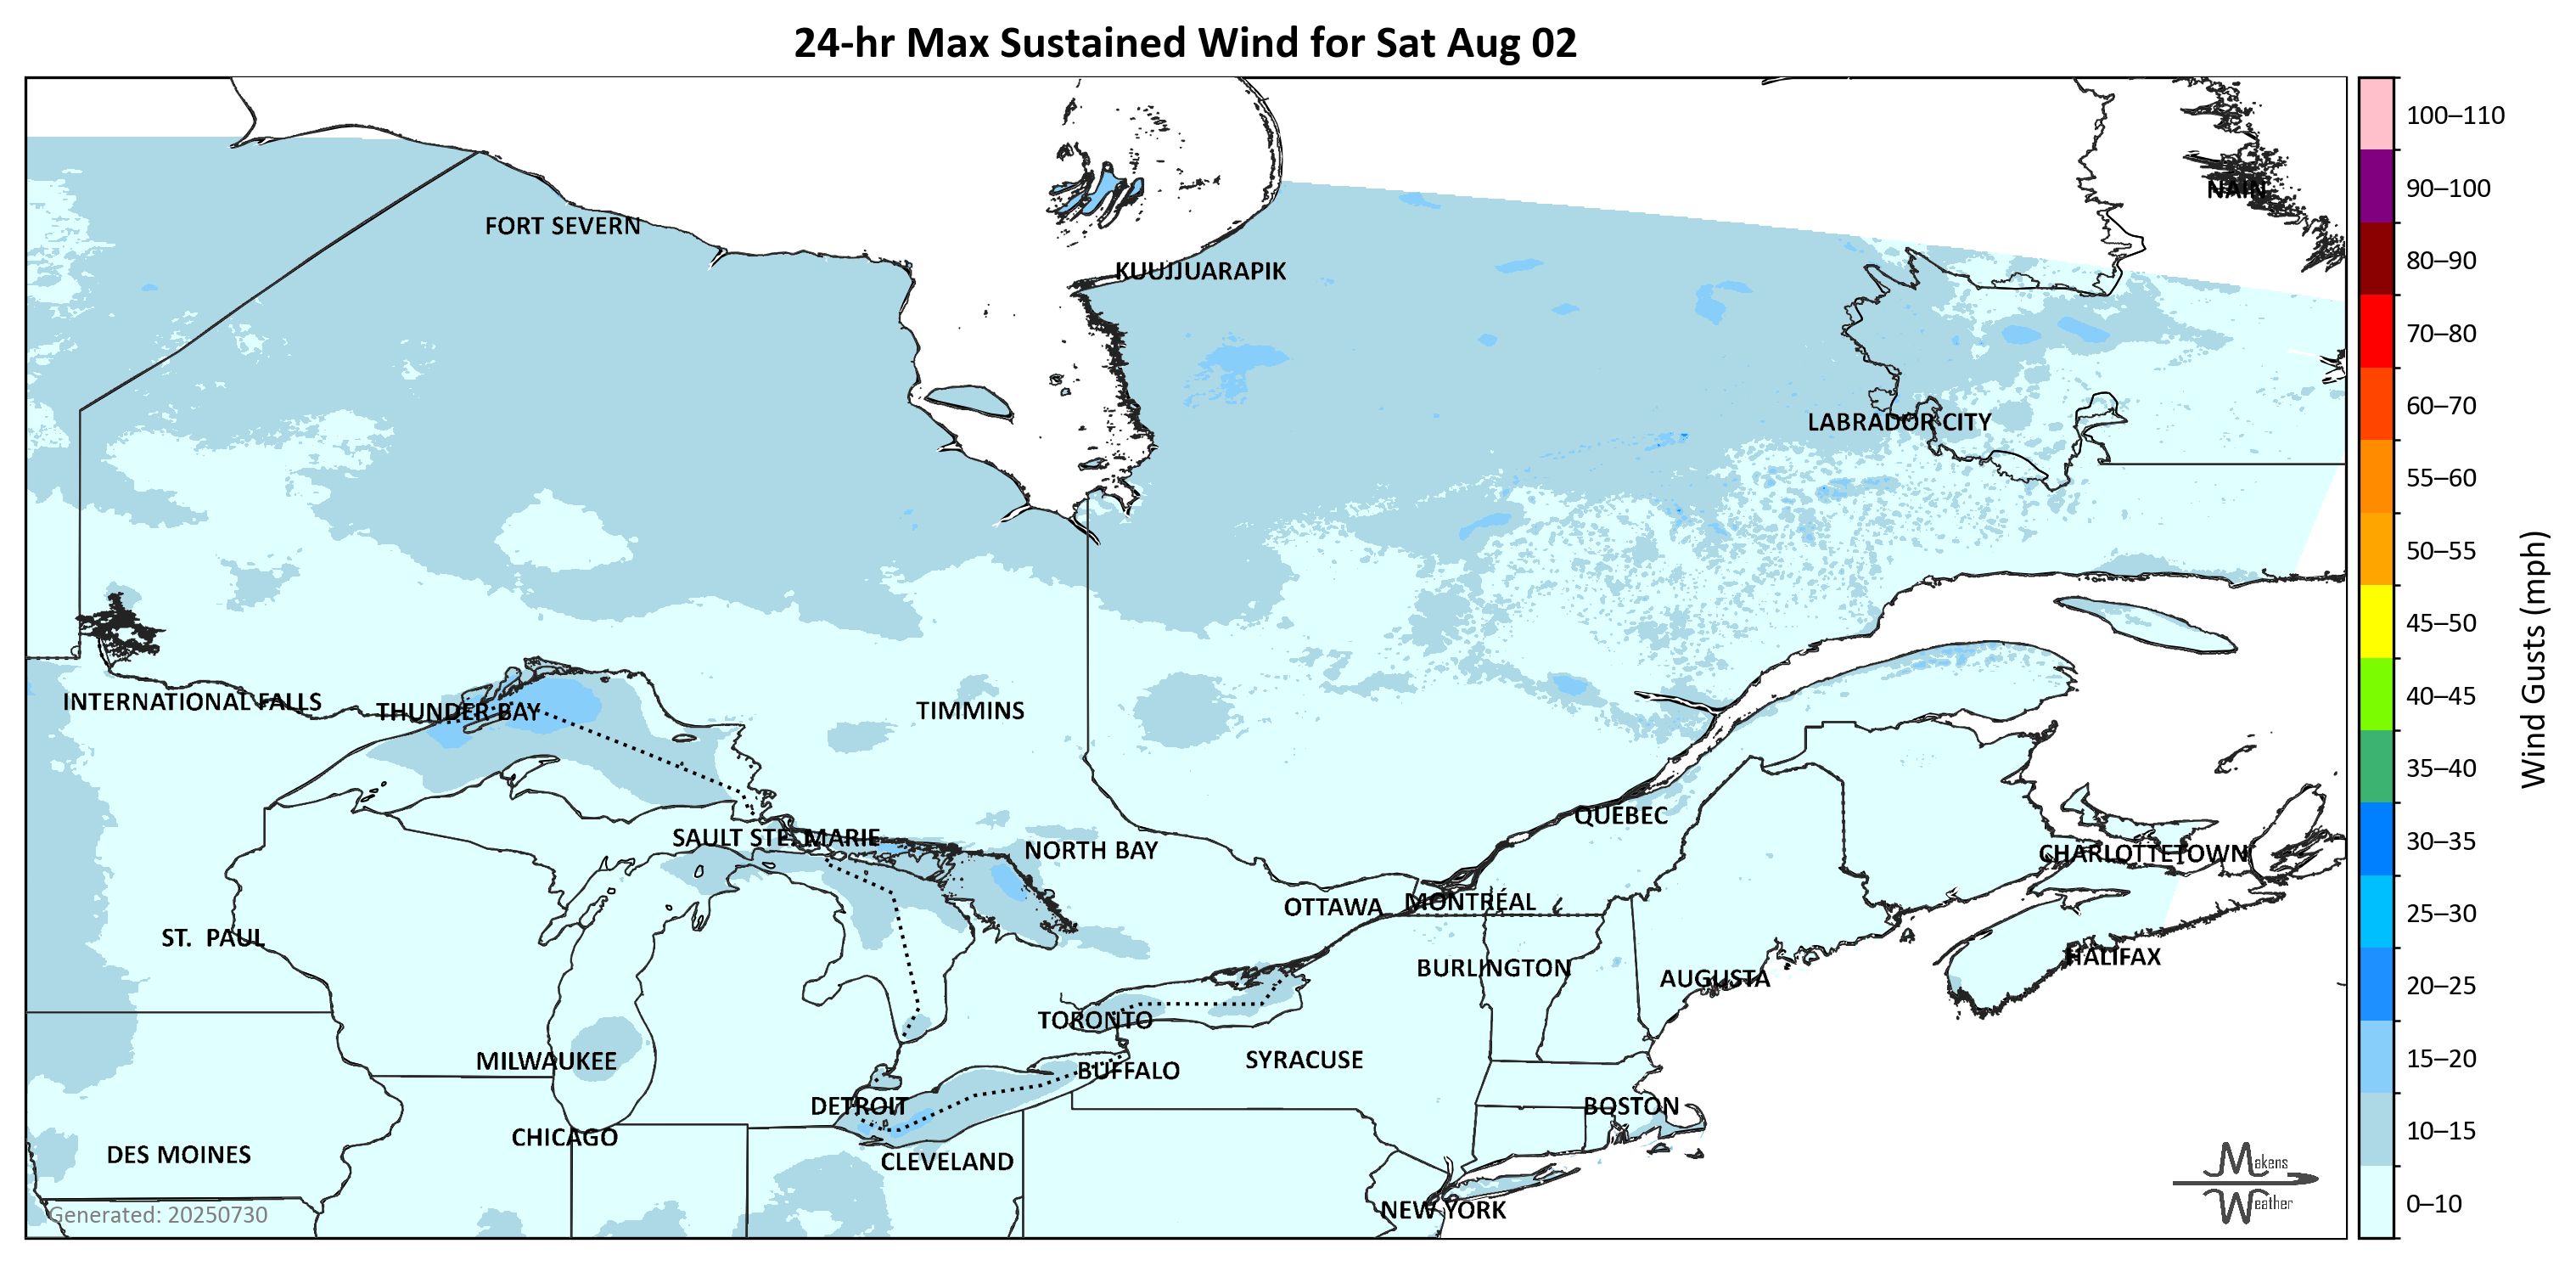 24-hr Max Sustained Wind for Sat Aug 02
100–110
90–100
NAIN
FORT SEVERN
80–90
KUUJJUARAPIK
70–80
60–70
LABRADOR CITY
55–60
50–55
45–50
40–45
Wind Gusts (mph)
INTERNATIONAL FALLS
THUNDER BAY
TIMMINS
35–40
QUÉBEC
SAULT STE. MARIE
30–35
NORTH BAY
CHARLOTTETOWN
OTTAWA
MONTRÉAL
25–30
ST. PAUL
HALIFAX
BURLINGTON
AUGUSTA
20–25
TORONTO
MILWAUKEE
SYRACUSE
15–20
BUFFALO
DETROIT
BOSTON
10–15
CHICAGO
DES MOINES
CLEVELAND
Makens
Weather
0–10
NEW YORK
Generated: 20250730